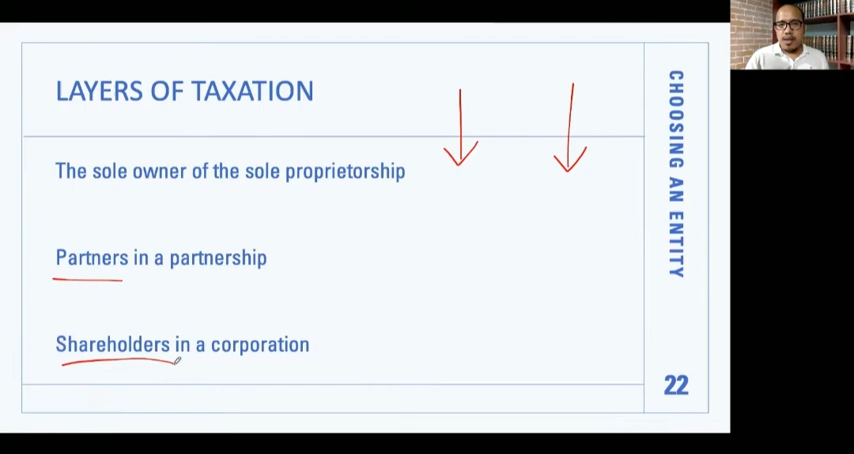 LAYERS OF TAXATION
The sole owner of the sole proprietorship
Partners in a partnership
Shareholders in a corporation
CHOOSING AN ENTITY
22